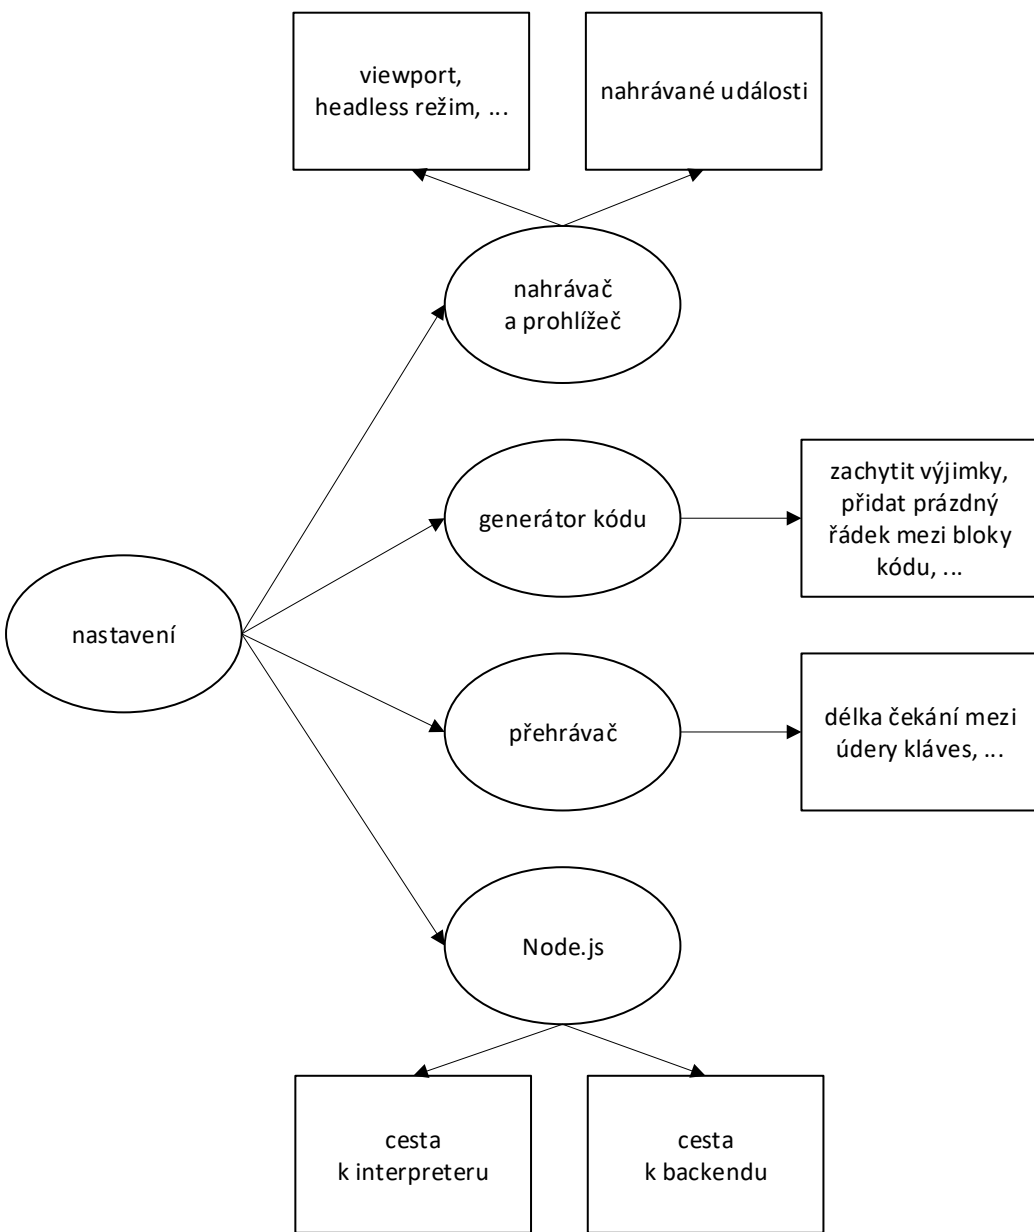 viewport,
headless režim, ...
nahrávané události
nahrávač
a prohlížeč
generátor kódu
zachytit výjimky,
přidat prázdný
řádek mezi bloky
kódu, ...
nastavení
přehrávač
délka čekání mezi
údery kláves, ...
Node.js
cesta
k interpreteru
cesta
k backendu